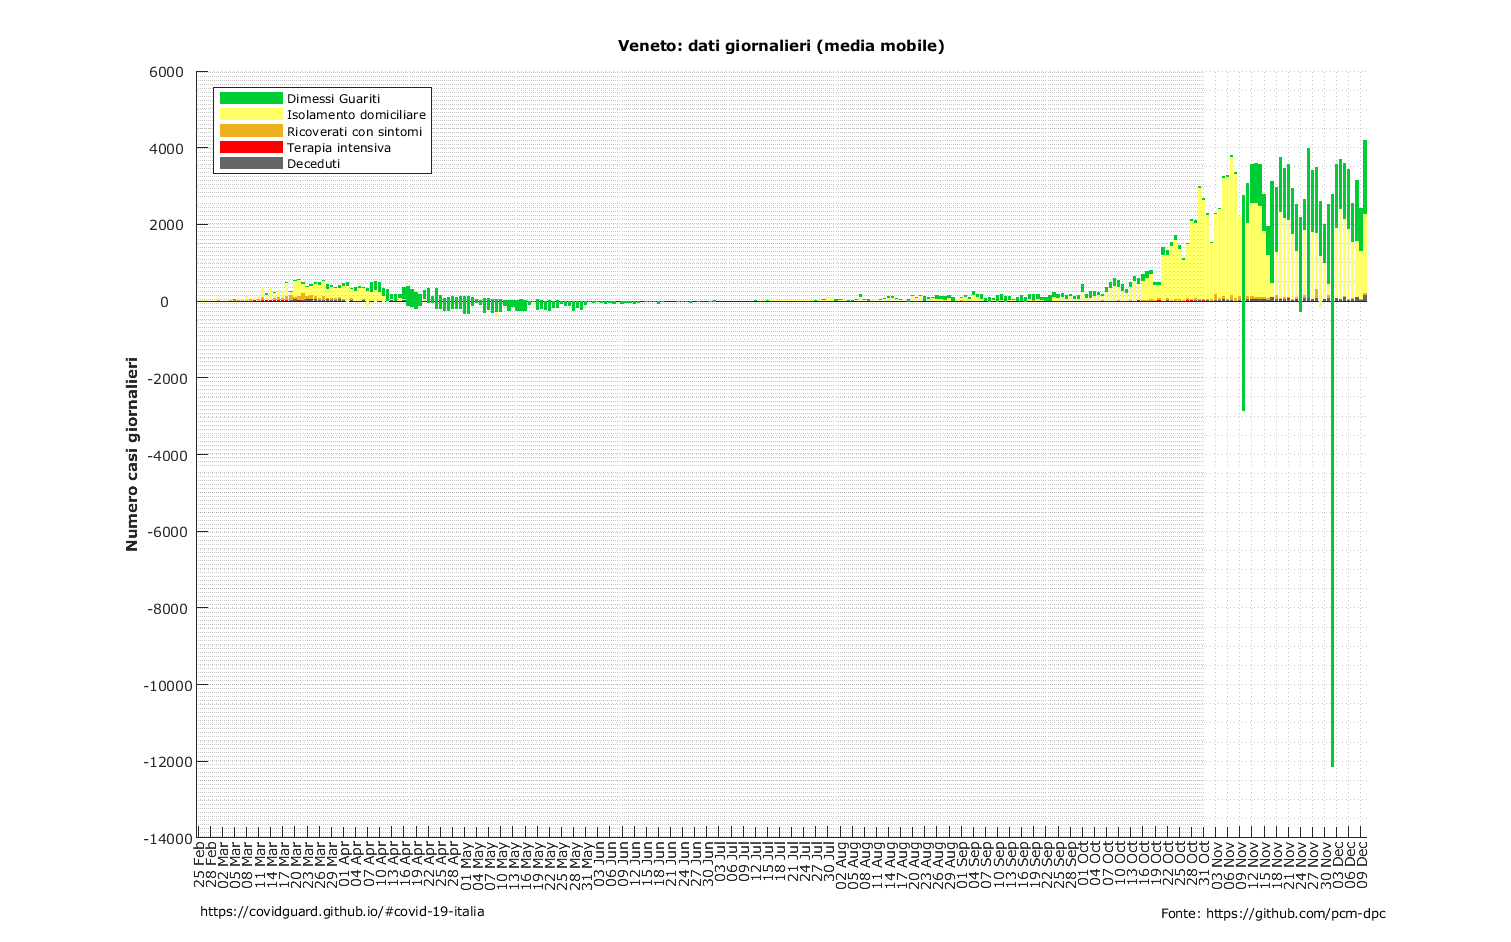 Veneto: dati giornalieri (media mobile)
Dimessi Guariti
Isolamento domiciliare
Ricoverati con sintomi
Terapia intensiva
Deceduti
Numero casi giornalieri
6000
4000
2000
0
-2000
-4000
-6000
-8000
-10000
-12000
-14000
25 Feb
28 Feb
02 Mar
05 Mar
08 Mar
11 Mar
14 Mar
17 Mar
20 Mar
23 Mar
26 Mar
29 Mar
01 Apr
04 Apr
07 Apr
10 Apr
13 Apr
16 Apr
19 Apr
22 Apr
25 Apr
28 Apr
01 May
04 May
07 May
10 May
13 May
16 May
19 May
22 May
25 May
28 May
31 May
03 Jun
06 Jun
09 Jun
12 Jun
15 Jun
18 Jun
21 Jun
24 Jun
27 Jun
30 Jun
03 Jul
06 Jul
09 Jul
12 Jul
15 Jul
18 Jul
21 Jul
24 Jul
27 Jul
30 Jul
02 Aug
05 Aug
08 Aug
11 Aug
14 Aug
17 Aug
20 Aug
23 Aug
26 Aug
29 Aug
01 Sep
04 Sep
07 Sep
10 Sep
13 Sep
16 Sep
19 Sep
22 Sep
25 Sep
28 Sep
01 Oct
04 Oct
07 Oct
10 Oct
13 Oct
16 Oct
19 Oct
22 Oct
25 Oct
28 Oct
31 Oct
03 Nov
06 Nov
09 Nov
12 Nov
15 Nov
18 Nov
21 Nov
24 Nov
27 Nov
30 Nov
03 Dec
06 Dec
09 Dec
https://covidguard.github.io/#covid-19-italia
Fonte: https://github.com/pcm-dpc